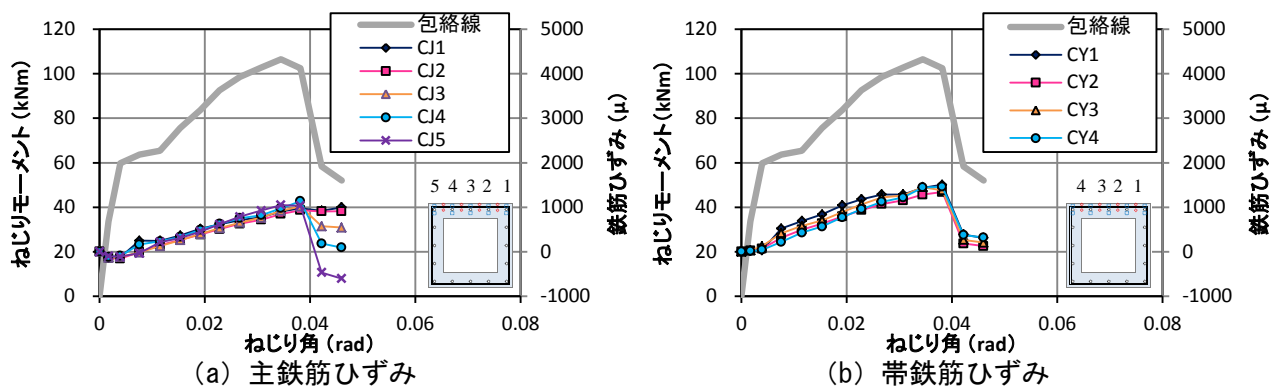 120
100
80
60
40
20
0
ねじりモーメント (kNm)
5000
4000
3000
2000
1000
0
-1000
鉄筋ひずみ (μ)
包絡線
CJ1
CJ2
CJ3
CJ4
CJ5
5 4 3 2 1
0 0.02 0.04 0.06 0.08
ねじり角 (rad)
(a) 主鉄筋ひずみ
120
100
80
60
40
20
0
ねじりモーメント (kNm)
5000
4000
3000
2000
1000
0
-1000
鉄筋ひずみ (μ)
包絡線
CY1
CY2
CY3
CY4
4 3 2 1
0 0.02 0.04 0.06 0.08
ねじり角 (rad)
(b) 帯鉄筋ひずみ